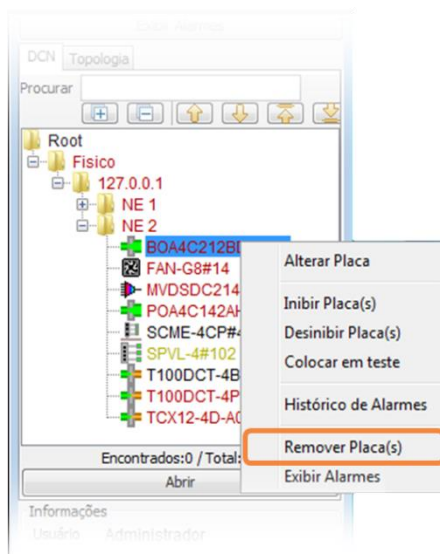 Exibir Alarmes
DCN Topologia
Procurar
Root
Fisico
127.0.0.1
NE 1
NE 2
BOA4C212BD
FAN-G8#14
MVDSDC214
POA4C142AH
SCME-4CP#4
SPVL-4#102
T100DCT-4B
T100DCT-4P
TCX12-4D-A0
Encontrados:0 / Total:
Abrir
Informações
Usuário Administrador
Alterar Placa
Inibir Placa(s)
Desinibir Placa(s)
Colocar em teste
Histórico de Alarmes
Remover Placa(s)
Exibir Alarmes